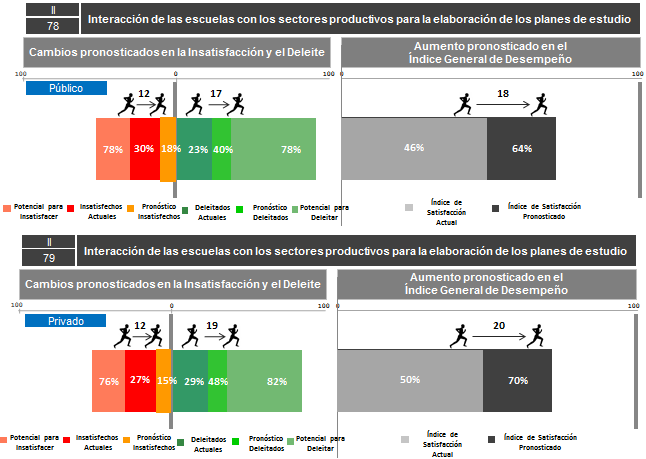 II
78
Interacción de las escuelas con los sectores productivos para la elaboración de los planes de estudio
Cambios pronosticados en la Insatisfacción y el Deleite
Aumento pronosticado en el
Índice General de Desempeño
100 0 100 0 100
Público
12 17 18
78% 30% 18% 23% 40% 78% 46% 64%
Potencial para Insatisfacer
Insatisfechos Actuales
Pronóstico Insatisfechos
Deleitados Actuales
Pronóstico Deleitados
Potencial para Deleitar
Índice de Satisfacción Actual
Índice de Satisfacción Pronosticado
II
79
Interacción de las escuelas con los sectores productivos para la elaboración de los planes de estudio
Cambios pronosticados en la Insatisfacción y el Deleite
Aumento pronosticado en el
Índice General de Desempeño
100 0 100 0 100
Privado
12 19 20
76% 27% 15% 29% 48% 82% 50% 70%
Potencial para Insatisfacer
Insatisfechos Actuales
Pronóstico Insatisfechos
Deleitados Actuales
Pronóstico Deleitados
Potencial para Deleitar
Índice de Satisfacción Actual
Índice de Satisfacción Pronosticado